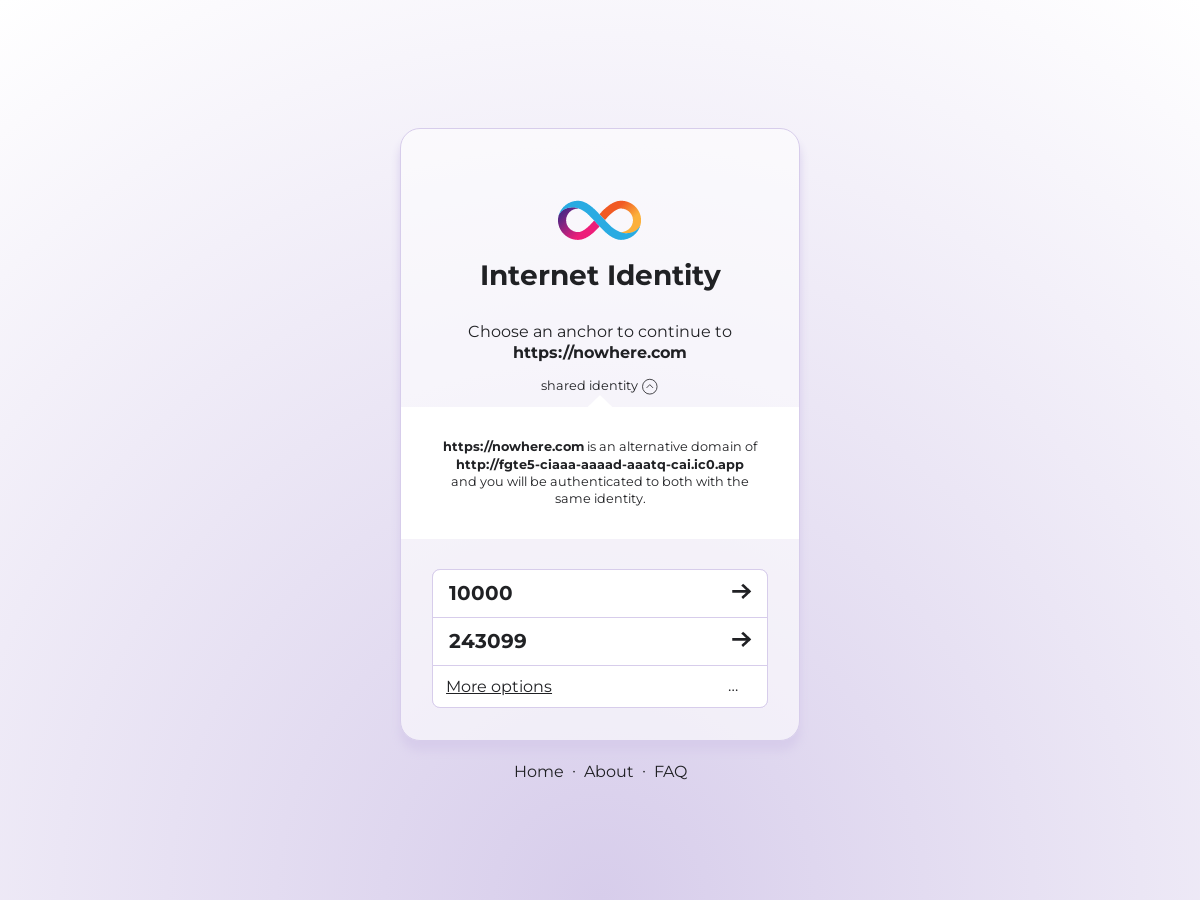 Internet Identity
Choose an anchor to continue to
https://nowhere.com
shared identity
https://nowhere.com is an alternative domain of
http://fgte5-ciaaa-aaaad-aaatq-cai.ic0.app
and you will be authenticated to both with the
same identity.
10000
243099
More options ...
Home · About · FAQ